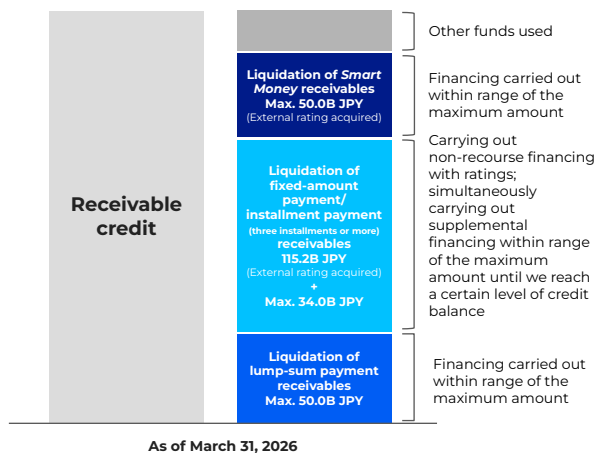 Receivable
credit
Other funds used
Liquidation of Smart
Money receivables
Max. 50.0B JPY
(External rating acquired)
Financing carried out
within range of the
maximum amount
Liquidation of
fixed-amount
payment/
installment payment
(three installments or more)
receivables
115.2B JPY
(External rating acquired)
+
Max. 34.0B JPY
Carrying out
non-recourse financing
with ratings;
simultaneously
carrying out
supplemental
financing within range
of the maximum
amount until we reach
a certain level of credit
balance
Liquidation of
lump-sum payment
receivables
Max. 50.0B JPY
Financing carried out
within range of the
maximum amount
As of March 31, 2026